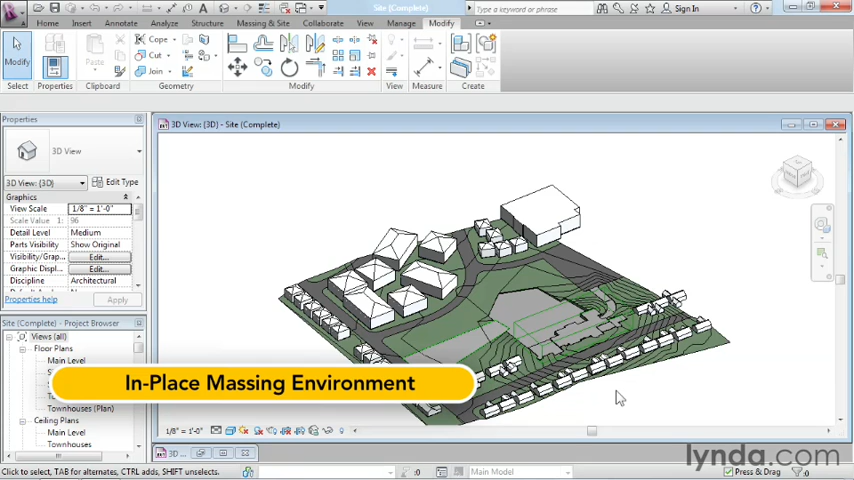 Site (Complete)
Type a keyword or phrase
Sign In
Home Insert Annotate Analyze Structure Massing & Site Collaborate View Manage Modify
Modify
Cope
Cut
Join
Paste
Select Properties Clipboard Geometry Modify View Measure Create
Properties
3D View
3D View: {3D} Edit Type
Graphics
View Scale 1/8" = 1'-0"
Scale Value 1: 96
Detail Level Medium
Parts Visibility Show Original
Visibility/Grap... Edit...
Graphic Displ... Edit...
Discipline Architectural
Properties help Apply
3D View: {3D} - Site (Complete)
Site (Complete) - Project Browser
Views (all)
Floor Plans
Main Level
Townhouses (Plan)
Ceiling Plans
Main Level
Townhouses
In-Place Massing Environment
1/8" = 1'-0"
3D ...
lynda.com
Click to select, TAB for alternates, CTRL adds, SHIFT unselects.
:0
Main Model
Press & Drag
:0